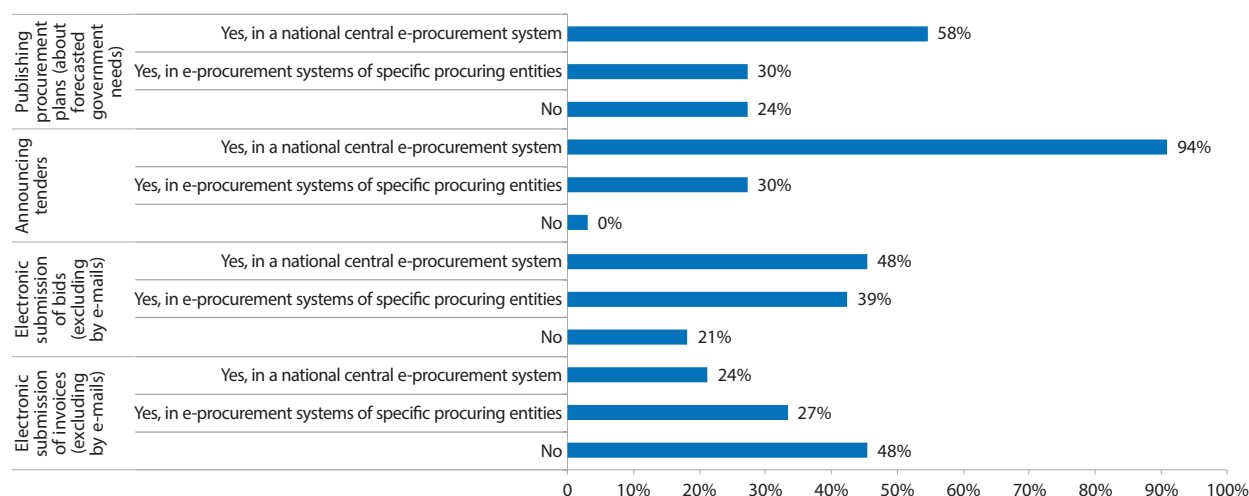 Publishing
procurement
plans (about
forecasted
government
needs)
Yes, in a national central e-procurement system
58%
Yes, in e-procurement systems of specific procuring entities
30%
No
24%
Announcing
tenders
Yes, in a national central e-procurement system
94%
Yes, in e-procurement systems of specific procuring entities
30%
No
0%
Electronic
submission
of bids
(excluding
by e-mails)
Yes, in a national central e-procurement system
48%
Yes, in e-procurement systems of specific procuring entities
39%
No
21%
Electronic
submission
of invoices
(excluding
by e-mails)
Yes, in a national central e-procurement system
24%
Yes, in e-procurement systems of specific procuring entities
27%
No
48%
0 10% 20% 30% 40% 50% 60% 70% 80% 90% 100%